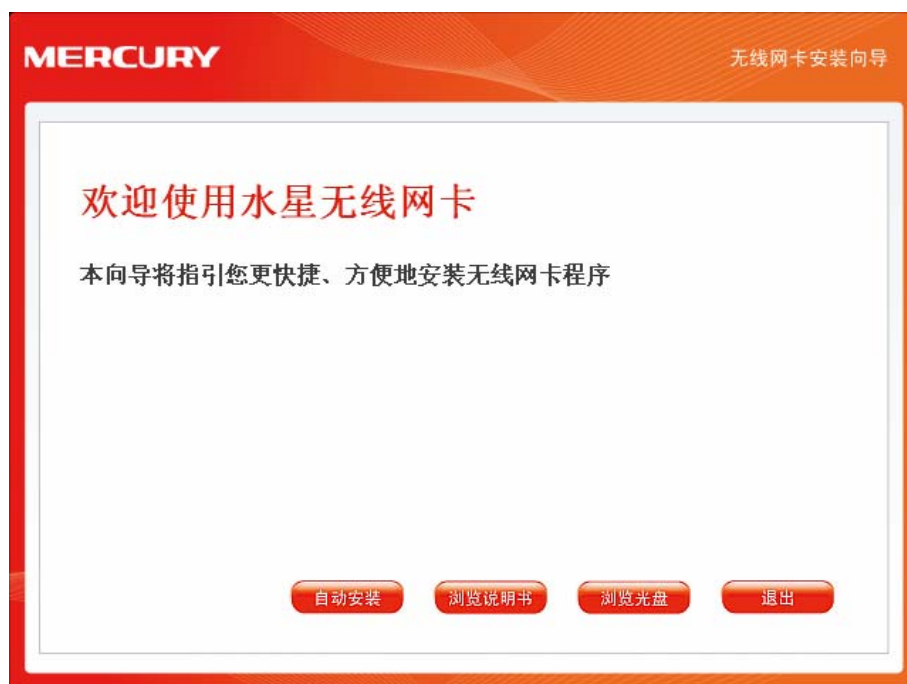 MERCURY
无线网卡安装向导
欢迎使用水星无线网卡
本向导将指引您更快捷、方便地安装无线网卡程序
自动安装 浏览说明书 浏览光盘 退出